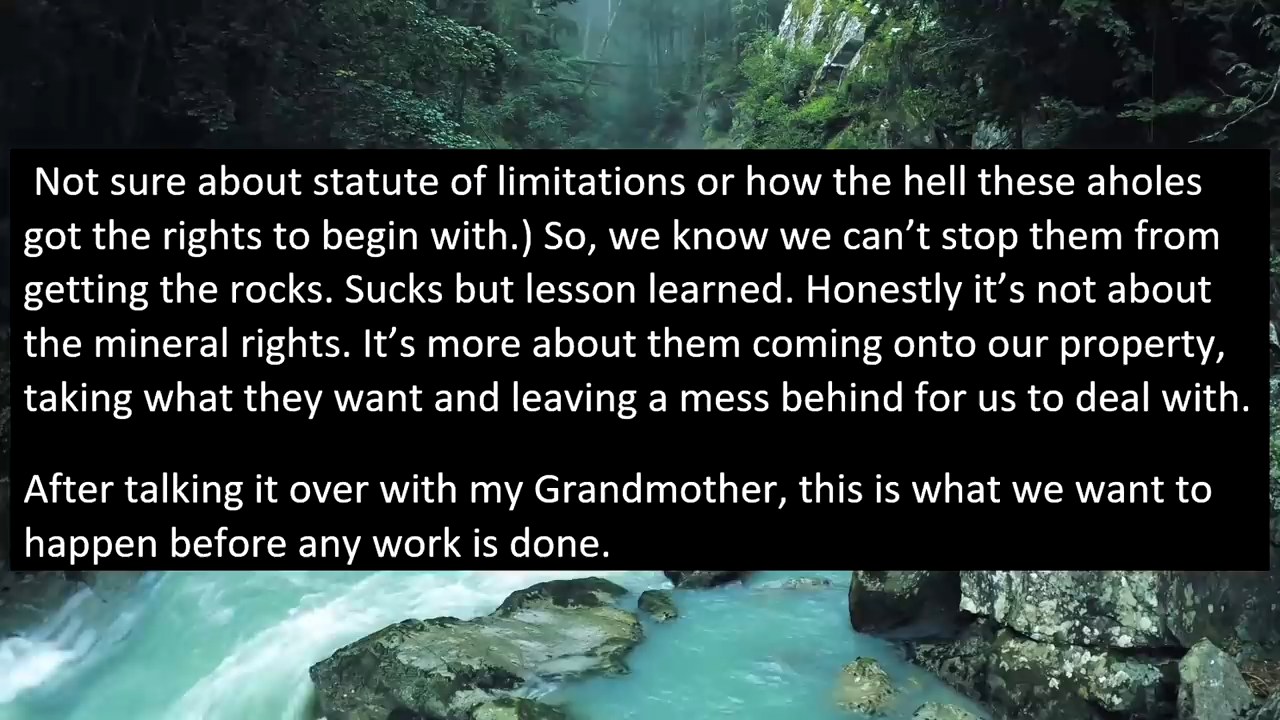 Not sure about statute of limitations or how the hell these aholes
got the rights to begin with.) So, we know we can’t stop them from
getting the rocks. Sucks but lesson learned. Honestly it’s not about
the mineral rights. It’s more about them coming onto our property,
taking what they want and leaving a mess behind for us to deal with.
After talking it over with my Grandmother, this is what we want to
happen before any work is done.